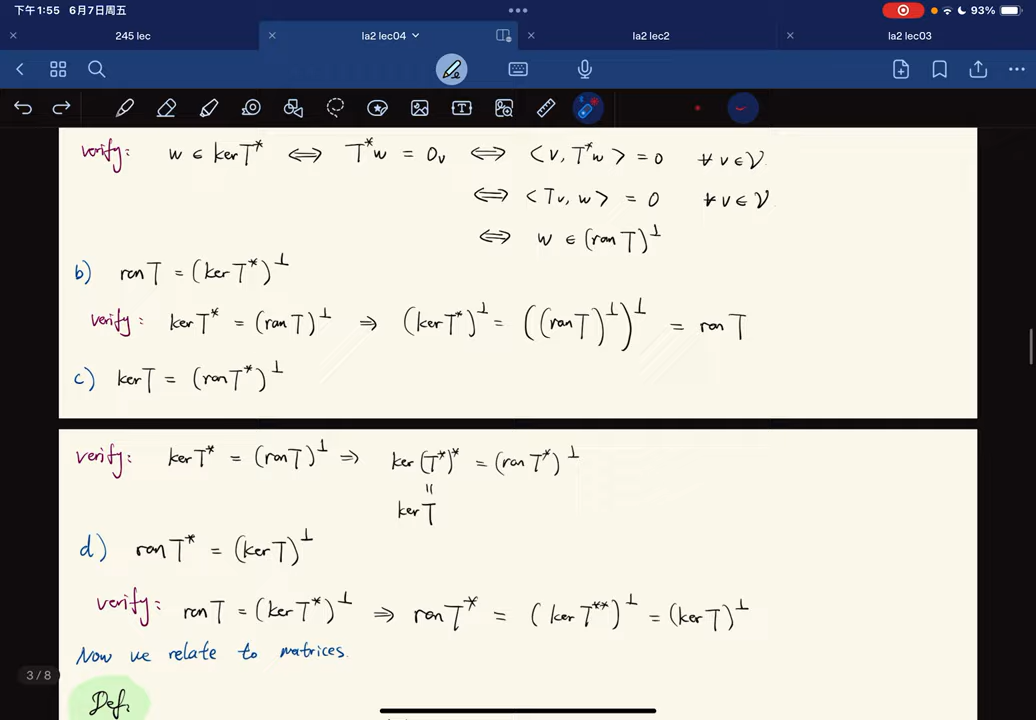 下午1:55 6月7日周五
93%
245 lec
la2 lec04
la2 lec2
la2 lec03
verify: w ∈ ker T* ⟺ T*w = 0ᵥ ⟺ <v, T*w> = 0 ∀ v ∈ V
⟺ <Tv, w> = 0 ∀ v ∈ V
⟺ w ∈ (ran T)^⊥
b) ran T = (ker T*)^⊥
verify: ker T* = (ran T)^⊥ ⇒ (ker T*)^⊥ = ((ran T)^⊥)^⊥ = ran T
c) ker T = (ran T*)^⊥
verify: ker T* = (ran T)^⊥ ⇒ ker (T*)* = (ran T*)^⊥
=
ker T
d) ran T* = (ker T)^⊥
verify: ran T = (ker T*)^⊥ ⇒ ran T* = (ker T**)^⊥ = (ker T)^⊥
Now we relate to matrices.
3 / 8
Def: